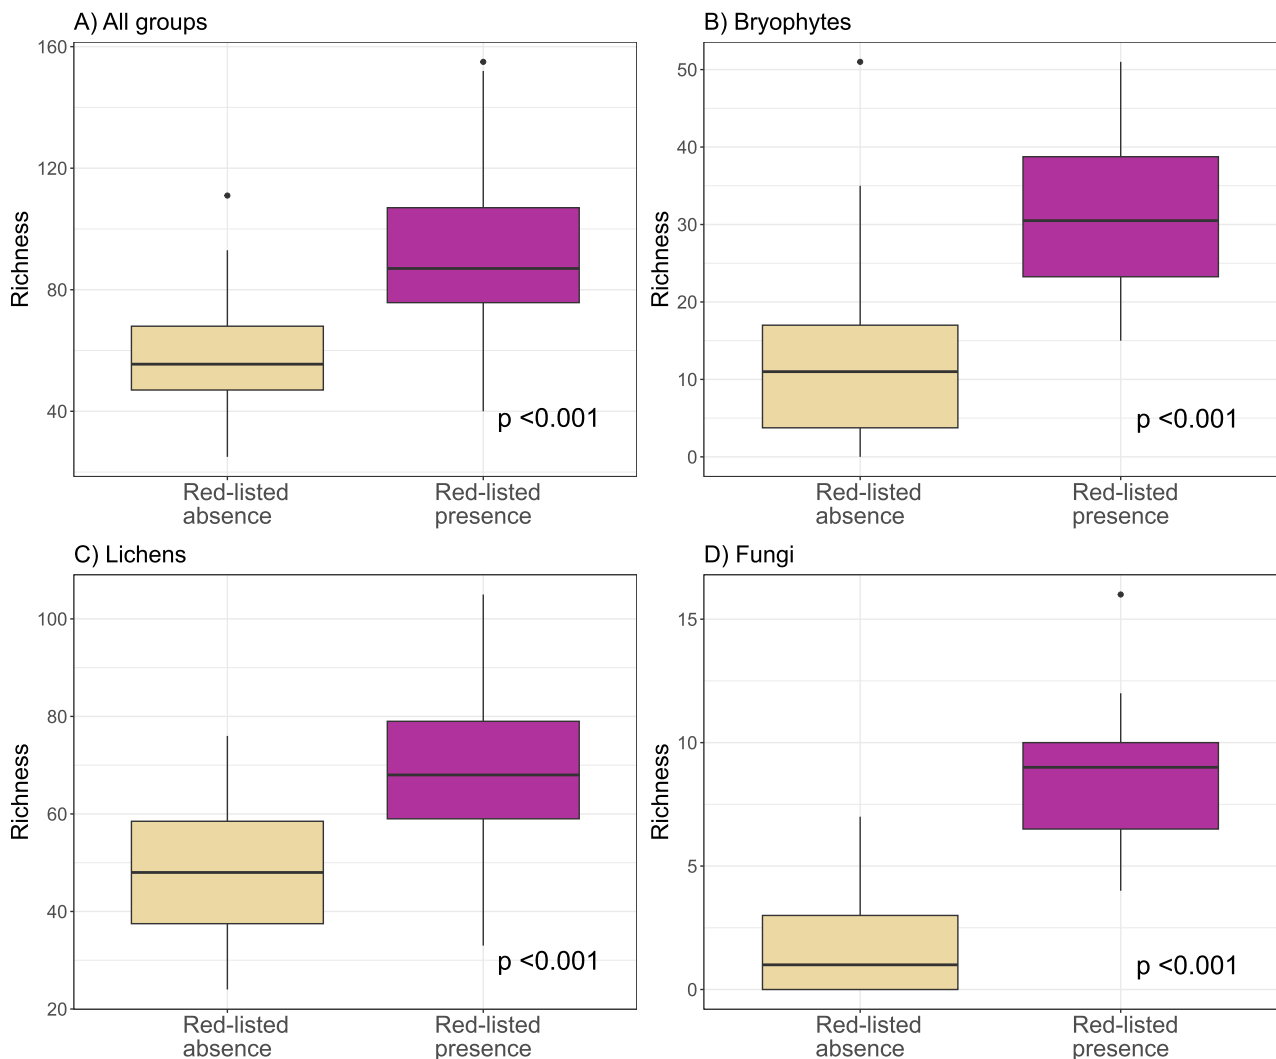 A) All groups
Richness
160
120
80
40
p <0.001
Red-listed
absence
Red-listed
presence
B) Bryophytes
Richness
50
40
30
20
10
0
p <0.001
Red-listed
absence
Red-listed
presence
C) Lichens
Richness
100
80
60
40
20
p <0.001
Red-listed
absence
Red-listed
presence
D) Fungi
Richness
15
10
5
0
p <0.001
Red-listed
absence
Red-listed
presence